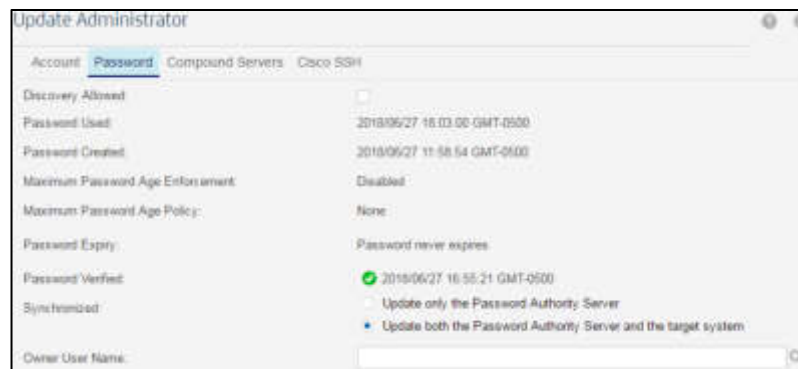 Update Administrator
Account Password Compound Servers Cisco SSH
Discovery Allowed:
Password Used: 2018/06/27 16:03:00 GMT-0500
Password Created: 2018/06/27 11:58:54 GMT-0500
Maximum Password Age Enforcement: Disabled
Maximum Password Age Policy: None
Password Expiry: Password never expires
Password Verified: 2018/06/27 16:55:21 GMT-0500
Synchronized: Update only the Password Authority Server
Update both the Password Authority Server and the target system
Owner User Name: